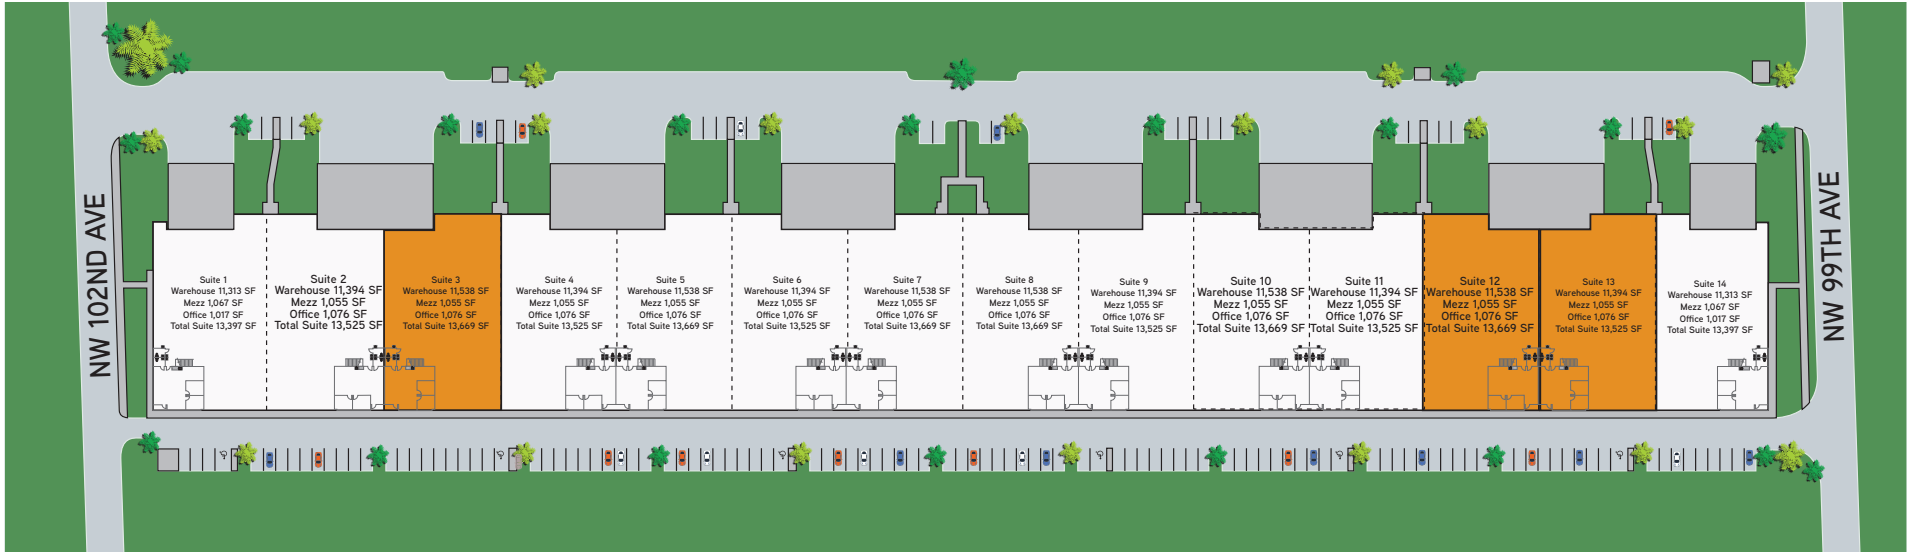 NW 102ND AVE
Suite 1
Warehouse 11,313 SF
Mezz 1,067 SF
Office 1,017 SF
Total Suite 13,397 SF
Suite 2
Warehouse 11,394 SF
Mezz 1,055 SF
Office 1,076 SF
Total Suite 13,525 SF
Suite 3
Warehouse 11,538 SF
Mezz 1,055 SF
Office 1,076 SF
Total Suite 13,669 SF
Suite 4
Warehouse 11,394 SF
Mezz 1,055 SF
Office 1,076 SF
Total Suite 13,525 SF
Suite 5
Warehouse 11,538 SF
Mezz 1,055 SF
Office 1,076 SF
Total Suite 13,669 SF
Suite 6
Warehouse 11,394 SF
Mezz 1,055 SF
Office 1,076 SF
Total Suite 13,525 SF
Suite 7
Warehouse 11,538 SF
Mezz 1,055 SF
Office 1,076 SF
Total Suite 13,669 SF
Suite 8
Warehouse 11,538 SF
Mezz 1,055 SF
Office 1,076 SF
Total Suite 13,669 SF
Suite 9
Warehouse 11,394 SF
Mezz 1,055 SF
Office 1,076 SF
Total Suite 13,525 SF
Suite 10
Warehouse 11,538 SF
Mezz 1,055 SF
Office 1,076 SF
Total Suite 13,669 SF
Suite 11
Warehouse 11,394 SF
Mezz 1,055 SF
Office 1,076 SF
Total Suite 13,525 SF
Suite 12
Warehouse 11,538 SF
Mezz 1,055 SF
Office 1,076 SF
Total Suite 13,669 SF
Suite 13
Warehouse 11,394 SF
Mezz 1,055 SF
Office 1,076 SF
Total Suite 13,525 SF
Suite 14
Warehouse 11,313 SF
Mezz 1,067 SF
Office 1,017 SF
Total Suite 13,397 SF
NW 99TH AVE